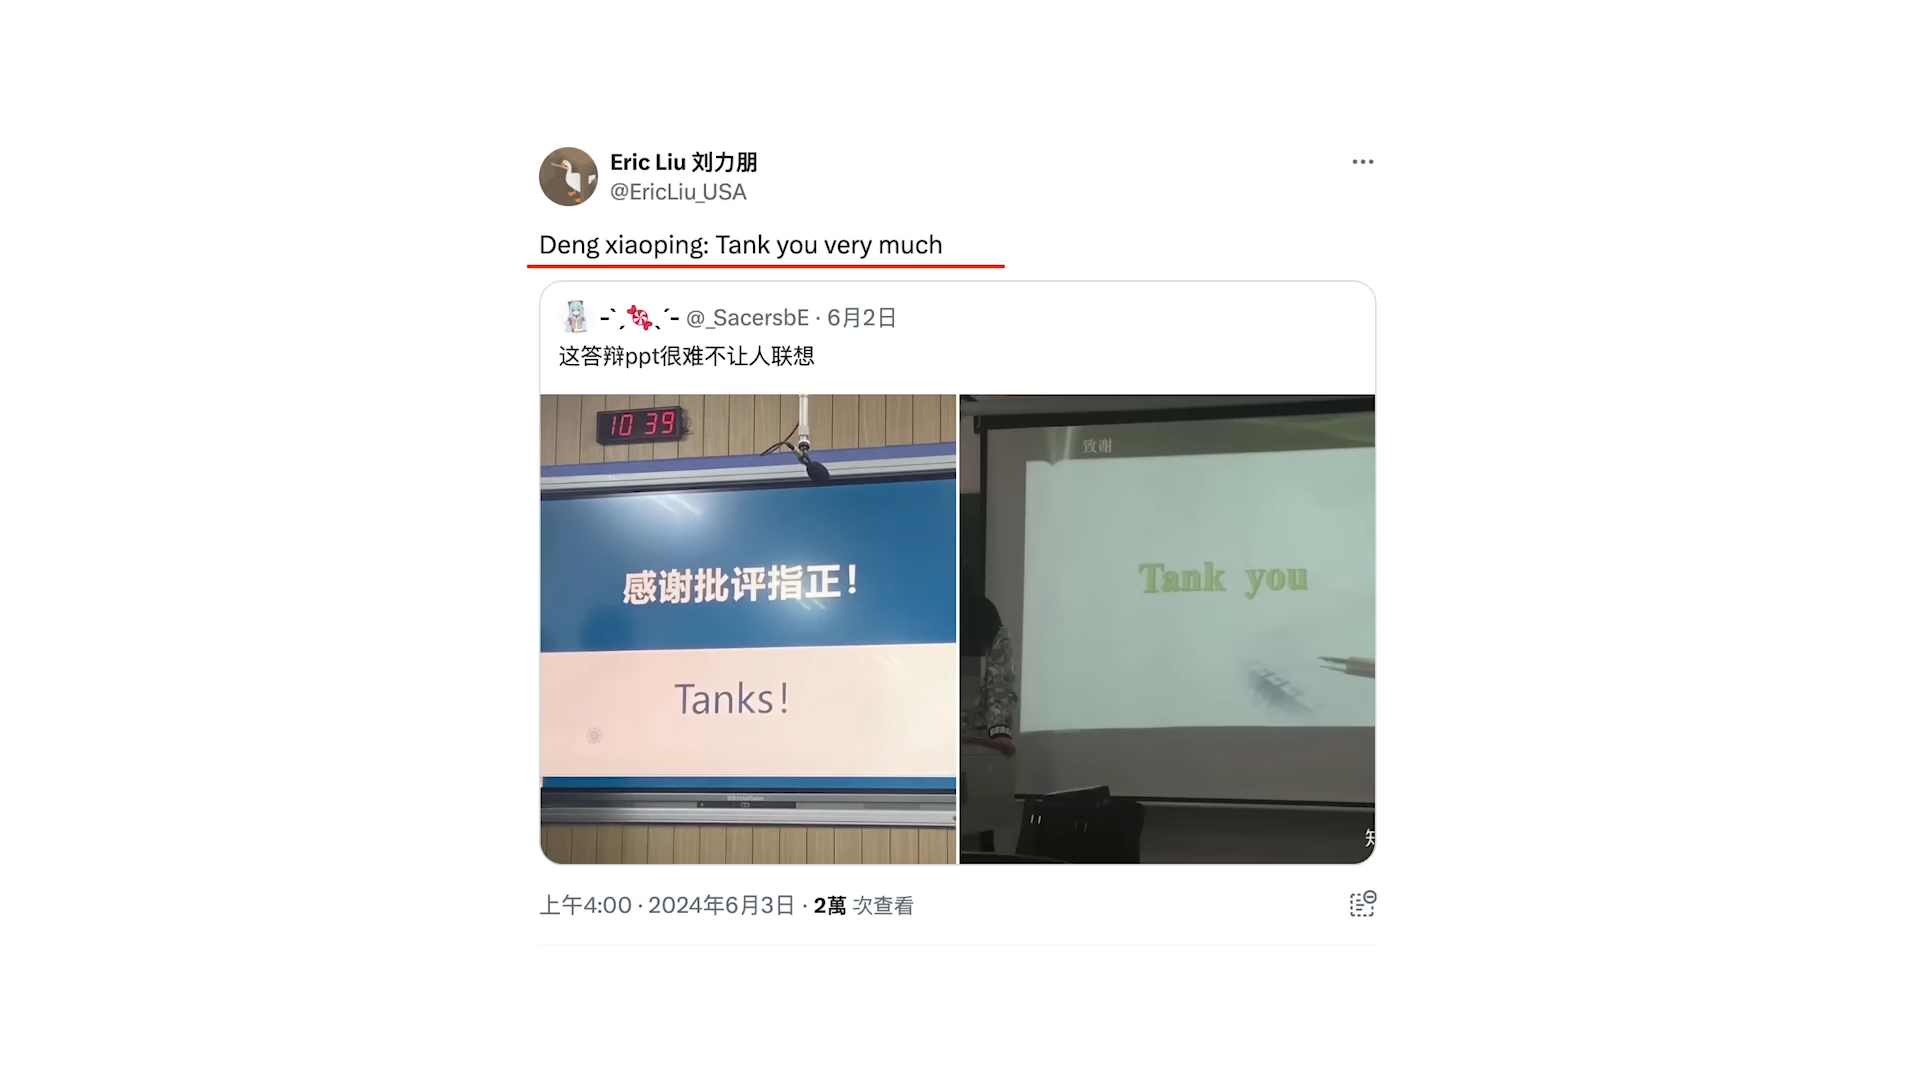 Eric Liu 刘力朋
@EricLiu_USA
Deng xiaoping: Tank you very much
@_SacersbE · 6月2日
这答辩ppt很难不让人联想
10 39
感谢批评指正！
Tanks!
致谢
Tank you
知
上午4:00 · 2024年6月3日 · 2萬 次查看